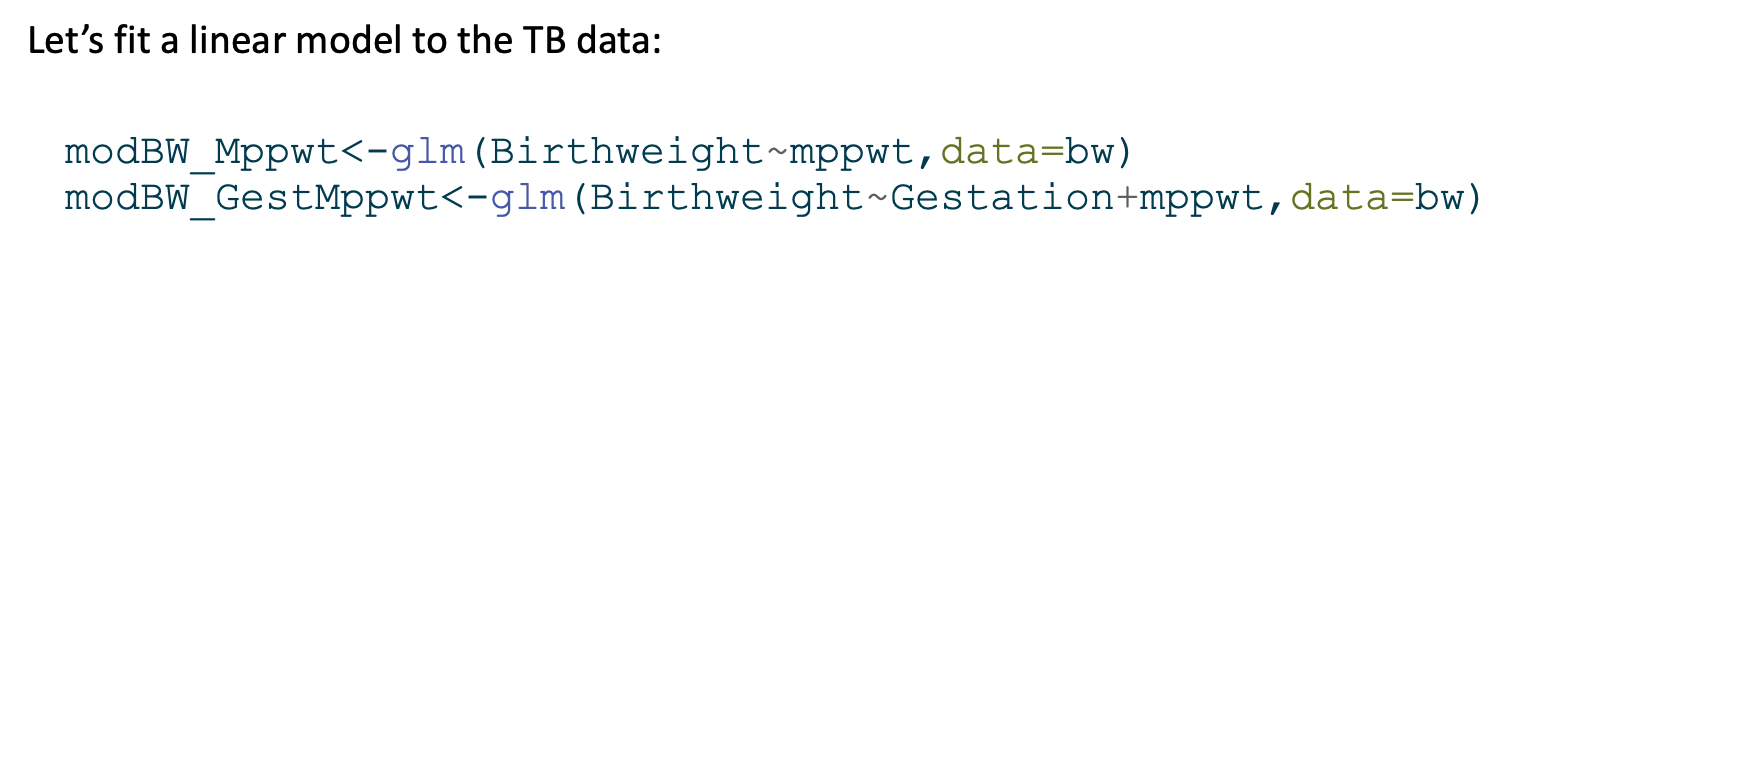 Let’s fit a linear model to the TB data:
modBW_Mppwt<-glm(Birthweight~mppwt,data=bw)
modBW_GestMppwt<-glm(Birthweight~Gestation+mppwt,data=bw)